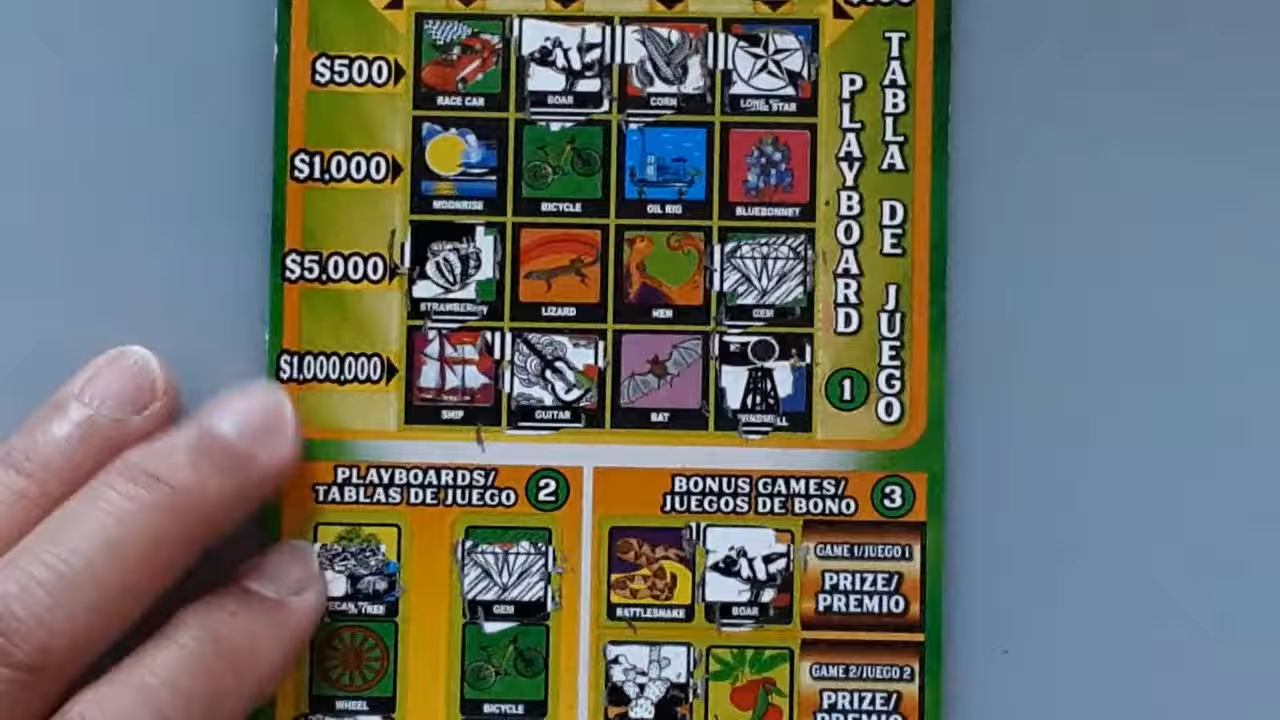 $500
RACE CAR
BOAR
CORN
LONE STAR
$1,000
MOONRISE
BICYCLE
OIL RIG
BLUEBONNET
$5,000
STRAWBERRY
LIZARD
GEM
$1,000,000
SHIP
GUITAR
BAT
PLAYBOARD
TABLA DE JUEGO
1
PLAYBOARDS/
TABLAS DE JUEGO
2
BONUS GAMES/
JUEGOS DE BONO
3
GEM
WHEEL
BICYCLE
RATTLESNAKE
BOAR
GAME 1/JUEGO 1
PRIZE/
PREMIO
GAME 2/JUEGO 2
PRIZE/
PREMIO